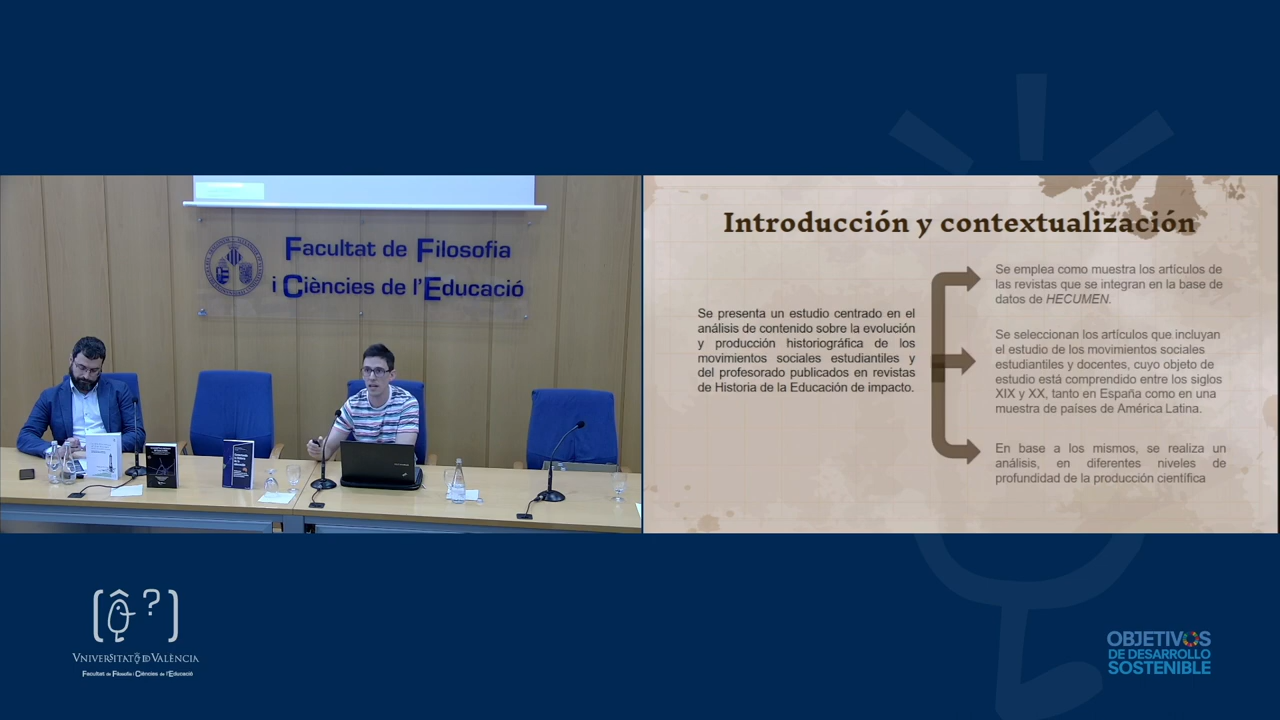 Facultat de Filosofia
i Ciències de l'Educació
Introducción y contextualización
Se presenta un estudio centrado en el
análisis de contenido sobre la evolución
y producción historiográfica de los
movimientos sociales estudiantiles y
del profesorado publicados en revistas
de Historia de la Educación de impacto.
Se emplea como muestra los artículos de
las revistas que se integran en la base de
datos de HECUMEN.
Se seleccionan los artículos que incluyan
el estudio de los movimientos sociales
estudiantiles y docentes, cuyo objeto de
estudio está comprendido entre los siglos
XIX y XX, tanto en España como en una
muestra de países de América Latina.
En base a los mismos, se realiza un
análisis, en diferentes niveles de
profundidad de la producción científica
VNIVERSITATÖDVALÈNCIA
Facultat de Filosofia i Ciències de l'Educació
OBJETIVOS
DE DESARROLLO
SOSTENIBLE